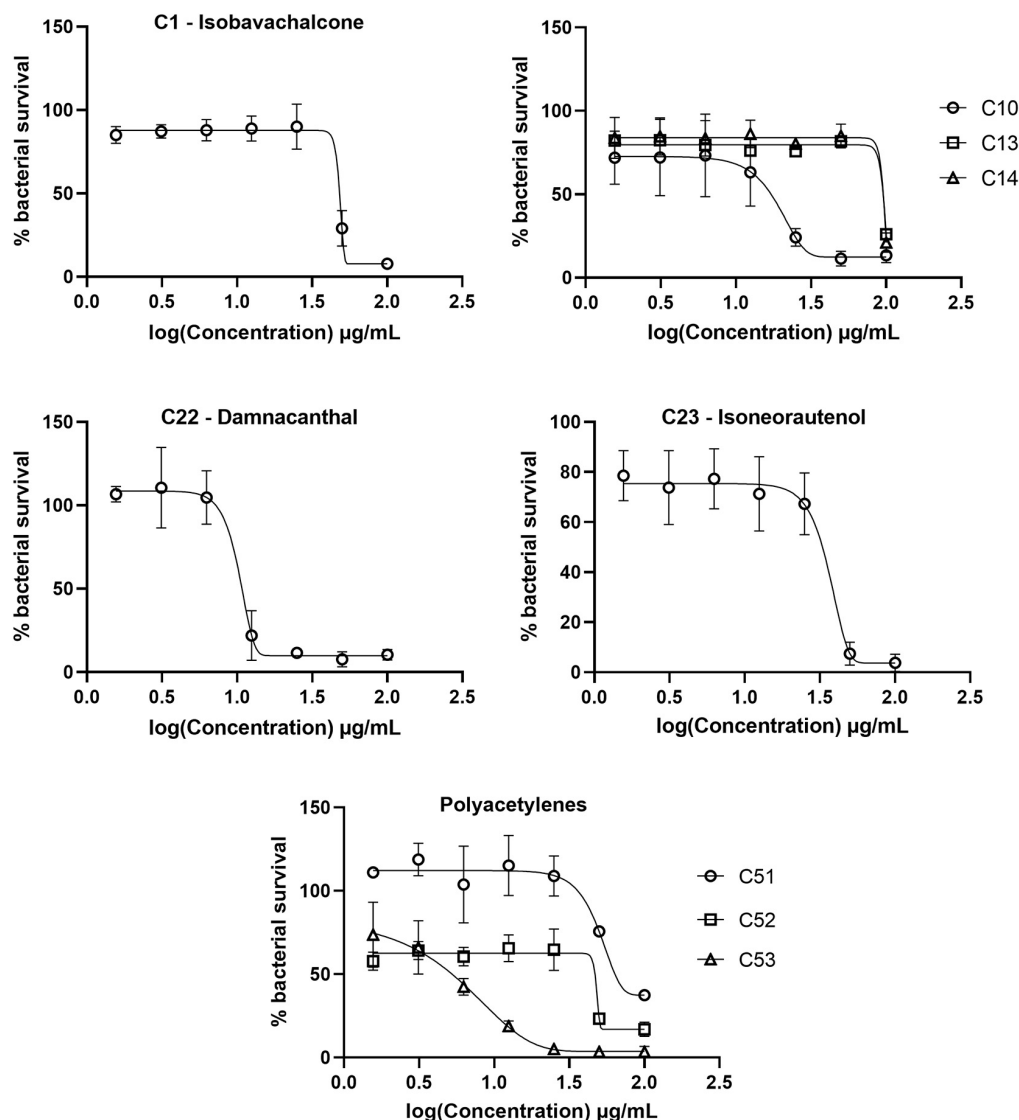 C1 - Isobavachalcone
% bacterial survival
150
100
50
0
0.0 0.5 1.0 1.5 2.0 2.5
log(Concentration) µg/mL
% bacterial survival
150
100
50
0
0.0 0.5 1.0 1.5 2.0 2.5
log(Concentration) µg/mL
C10
C13
C14
C22 - Damnacanthal
% bacterial survival
150
100
50
0
0.0 0.5 1.0 1.5 2.0 2.5
log(Concentration) µg/mL
C23 - Isoneorautenol
% bacterial survival
100
80
60
40
20
0
0.0 0.5 1.0 1.5 2.0 2.5
log(Concentration) µg/mL
Polyacetylenes
% bacterial survival
150
100
50
0
0.0 0.5 1.0 1.5 2.0 2.5
log(Concentration) µg/mL
C51
C52
C53